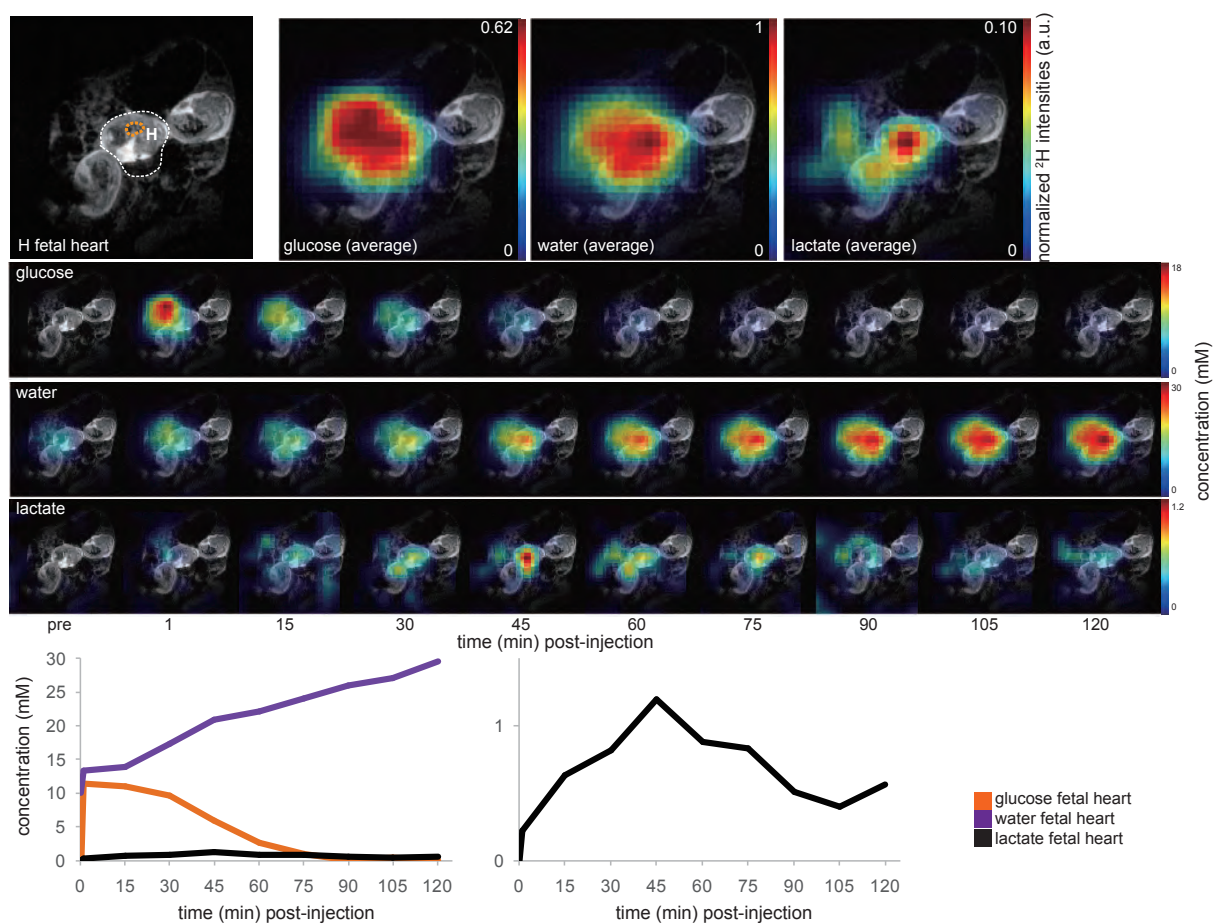 0.62
1
0.10
H
H fetal heart
glucose (average)
0
water (average)
0
lactate (average)
0
normalized ²H intensities (a.u.)
glucose
18
0
water
30
0
lactate
1.2
0
concentration (mM)
pre 1 15 30 45 60 75 90 105 120
time (min) post-injection
30
25
20
15
10
5
0
concentration (mM)
0 15 30 45 60 75 90 105 120
time (min) post-injection
1
0
0 15 30 45 60 75 90 105 120
time (min) post-injection
glucose fetal heart
water fetal heart
lactate fetal heart